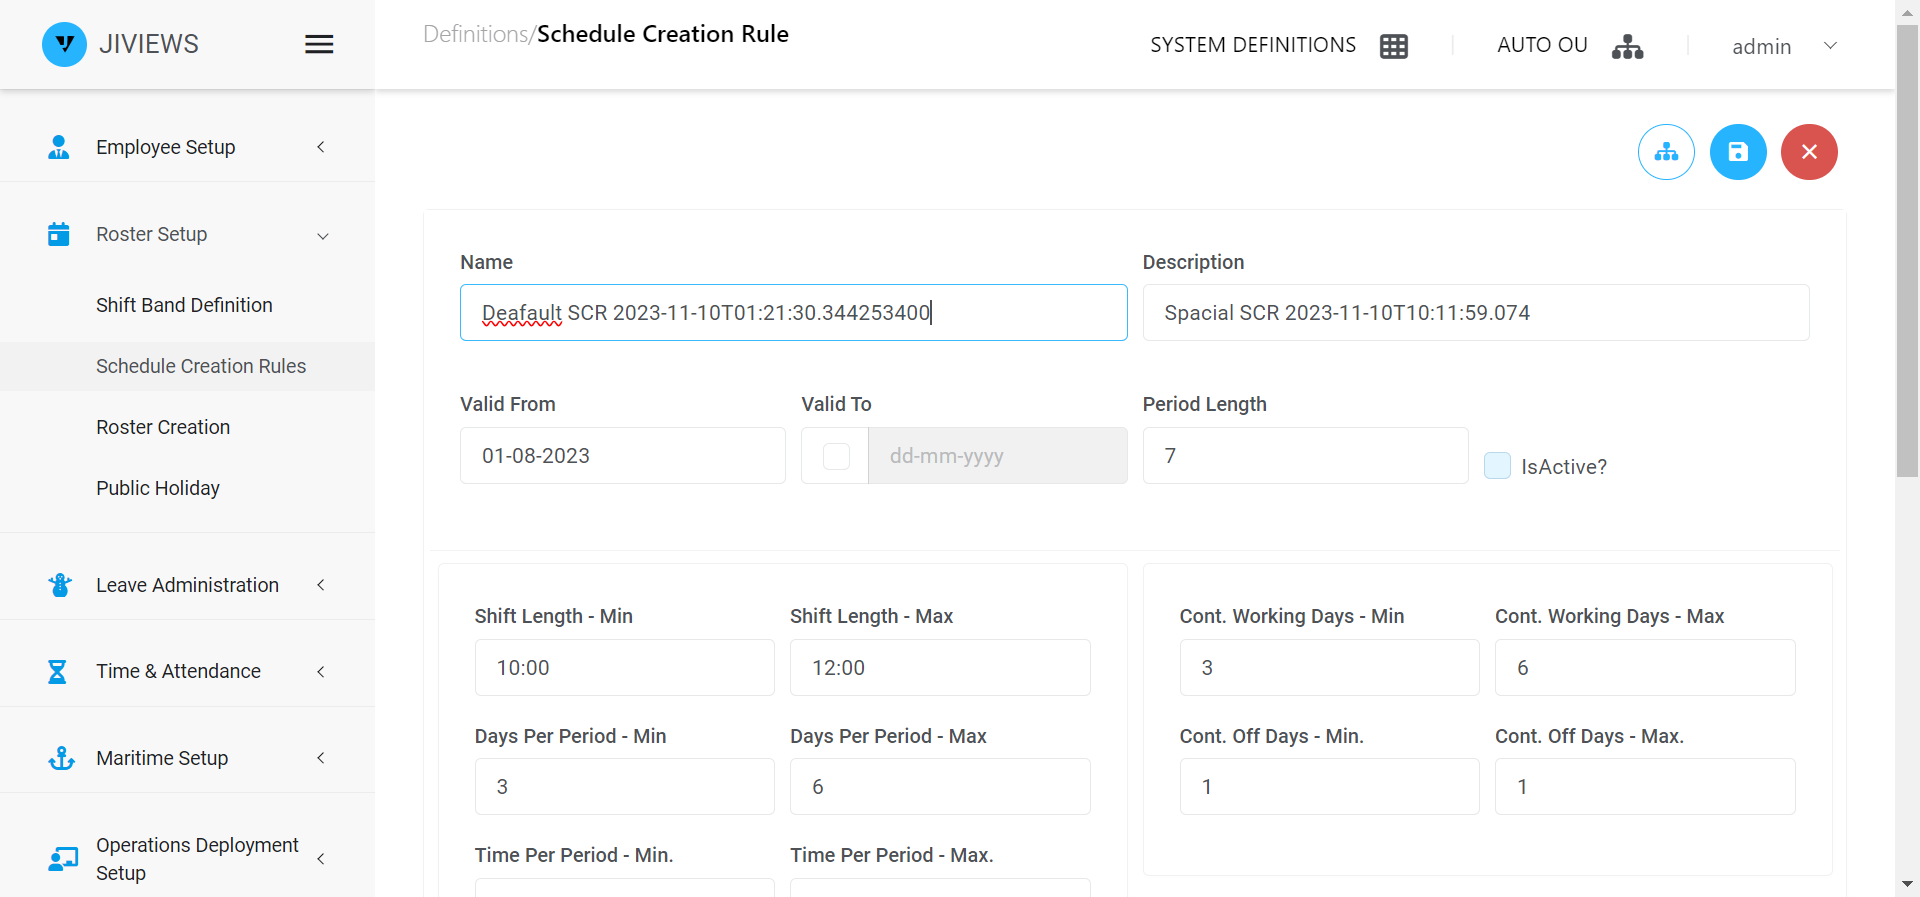 JIVIEWS
Definitions/Schedule Creation Rule
SYSTEM DEFINITIONS
AUTO OU
admin
Employee Setup
Roster Setup
Shift Band Definition
Schedule Creation Rules
Roster Creation
Public Holiday
Leave Administration
Time & Attendance
Maritime Setup
Operations Deployment
Setup
Name
Description
Deafault SCR 2023-11-10T01:21:30.344253400
Spacial SCR 2023-11-10T10:11:59.074
Valid From
Valid To
Period Length
01-08-2023
dd-mm-yyyy
7
IsActive?
Shift Length - Min
Shift Length - Max
10:00
12:00
Days Per Period - Min
Days Per Period - Max
3
6
Time Per Period - Min.
Time Per Period - Max.
Cont. Working Days - Min
Cont. Working Days - Max
3
6
Cont. Off Days - Min.
Cont. Off Days - Max.
1
1